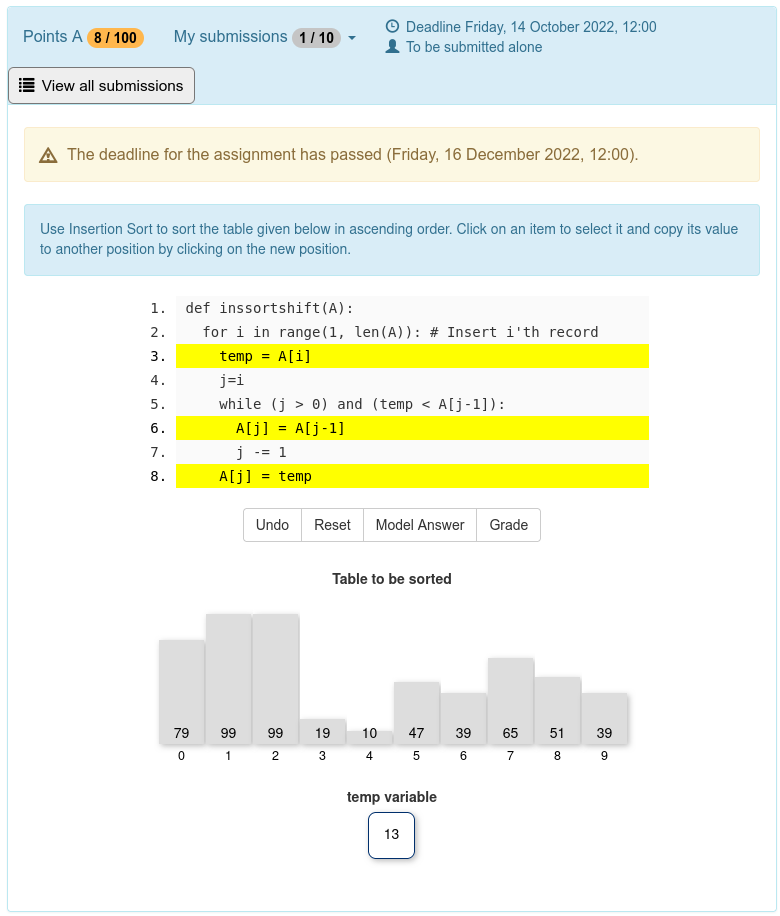 Points A 8 / 100 My submissions 1 / 10
Deadline Friday, 14 October 2022, 12:00
To be submitted alone
View all submissions
The deadline for the assignment has passed (Friday, 16 December 2022, 12:00).
Use Insertion Sort to sort the table given below in ascending order. Click on an item to select it and copy its value
to another position by clicking on the new position.
1. def inssortshift(A):
2.   for i in range(1, len(A)): # Insert i'th record
3.     temp = A[i]
4.     j=i
5.     while (j > 0) and (temp < A[j-1]):
6.       A[j] = A[j-1]
7.       j -= 1
8.     A[j] = temp
Undo Reset Model Answer Grade
Table to be sorted
79 99 99 19 10 47 39 65 51 39
0 1 2 3 4 5 6 7 8 9
temp variable
13